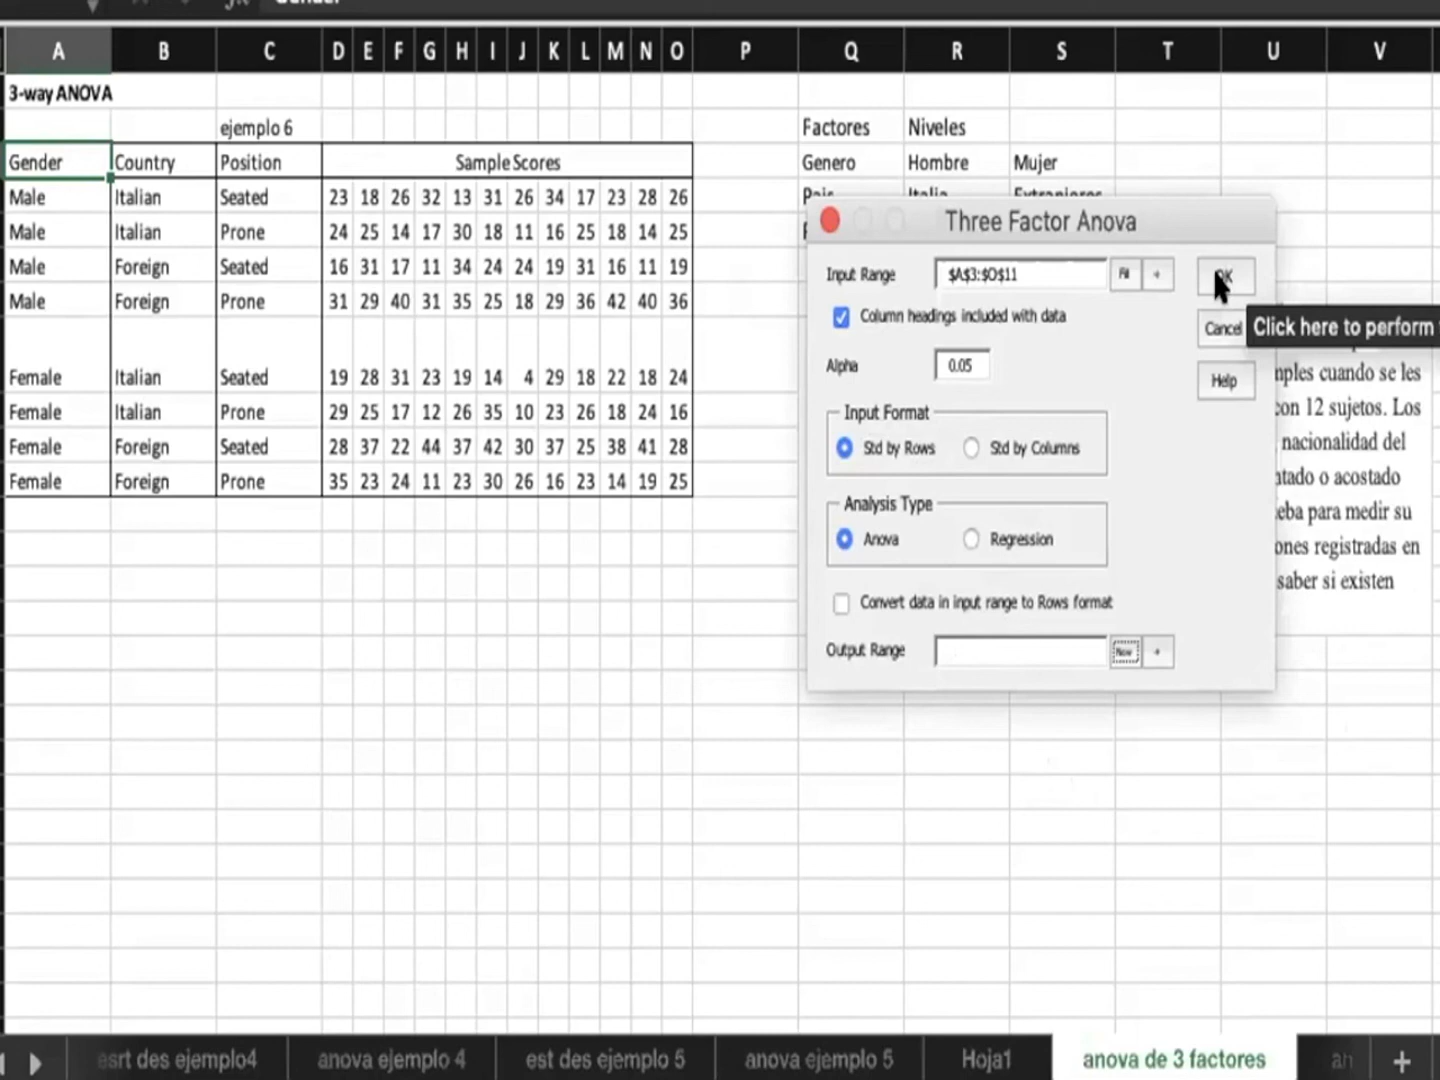 A B C D E F G H I J K L M N O P Q R S T U V
3-way ANOVA
ejemplo 6 Factores Niveles
Gender Country Position Sample Scores Genero Hombre Mujer
Male Italian Seated 23 18 26 32 13 31 26 34 17 23 28 26 Pais Italia Extranjeros
Male Italian Prone 24 25 14 17 30 18 11 16 25 18 14 25
Male Foreign Seated 16 31 17 11 34 24 24 19 31 16 11 19
Male Foreign Prone 31 29 40 31 35 25 18 29 36 42 40 36
Female Italian Seated 19 28 31 23 19 14 4 29 18 22 18 24
Female Italian Prone 29 25 17 12 26 35 10 23 26 18 24 16
Female Foreign Seated 28 37 22 44 37 42 30 37 25 38 41 28
Female Foreign Prone 35 23 24 11 23 30 26 16 23 14 19 25
Three Factor Anova
Input Range $A$3:$O$11 Fill OK
Column headings included with data
Cancel Click here to perform
Alpha 0.05
Help
Input Format
Std by Rows Std by Columns
Analysis Type
Anova Regression
Convert data in input range to Rows format
Output Range New
mples cuando se les
con 12 sujetos. Los
nacionalidad del
ntado o acostado
eba para medir su
ones registradas en
saber si existen
esrt des ejemplo4 anova ejemplo 4 est des ejemplo 5 anova ejemplo 5 Hoja1 anova de 3 factores an +